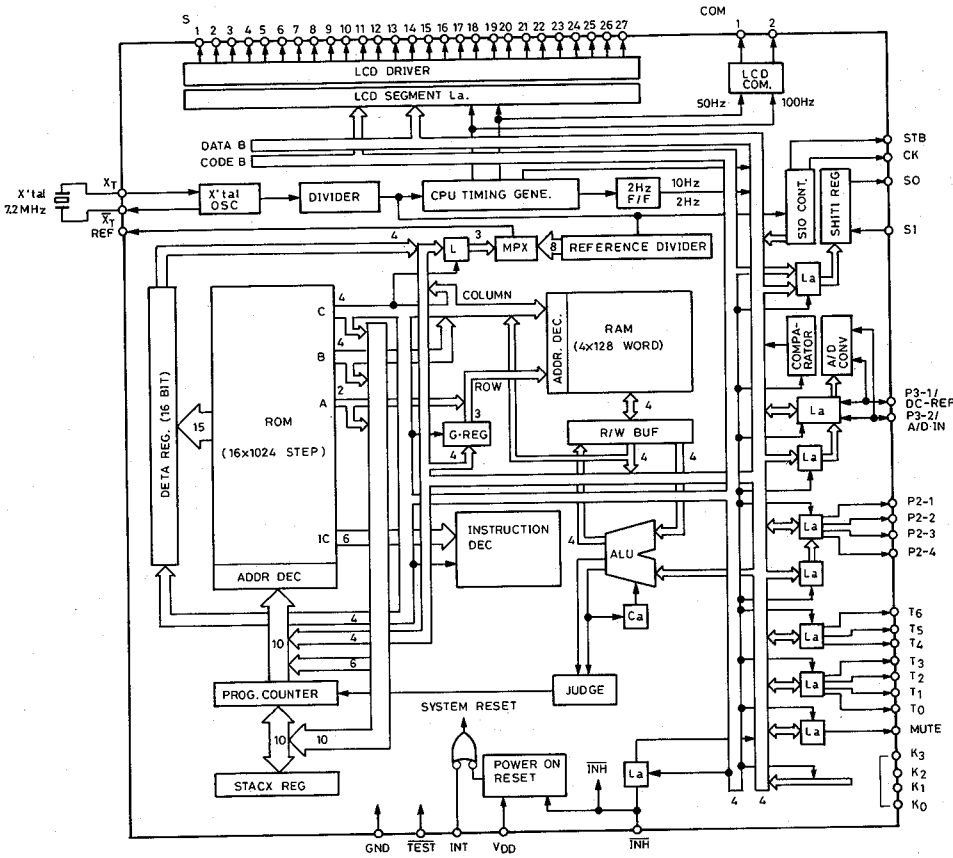 S
1 2 3 4 5 6 7 8 9 10 11 12 13 14 15 16 17 18 19 20 21 22 23 24 25 26 27
COM
1 2
LCD DRIVER
LCD SEGMENT La.
LCD
COM.
50Hz
100Hz
DATA B
CODE B
STB
CK
SO
SI
X'tal
7.2MHz
XT
XT
REF
X'tal
OSC
DIVIDER
CPU TIMING GENE.
2Hz
F/F
10Hz
2Hz
SIO CONT.
SHITI REG
4
L
3
MPX
8
REFERENCE DIVIDER
La
DETA REG. (16 BIT)
15
ROM
(16×1024 STEP)
ADDR DEC
C
4
B
4
A
2
IC
6
COLUMN
ROW
3
G·REG
4
ADDR. DEC.
RAM
(4×128 WORD)
4
R/W BUF
4
4
COMPA-
RATOR
A/D
CONV
La
P3-1/
DC-REF
P3-2/
A/D·IN
La
INSTRUCTION
DEC
4
ALU
Ca
La
P2-1
P2-2
P2-3
P2-4
La
4
4
6
10
PROG. COUNTER
10
10
STACX REG
JUDGE
SYSTEM RESET
POWER ON
RESET
INH
La
La
T6
T5
T4
La
T3
T2
T1
T0
La
MUTE
K3
K2
K1
K0
4
4
GND
TEST
INT
VDD
INH